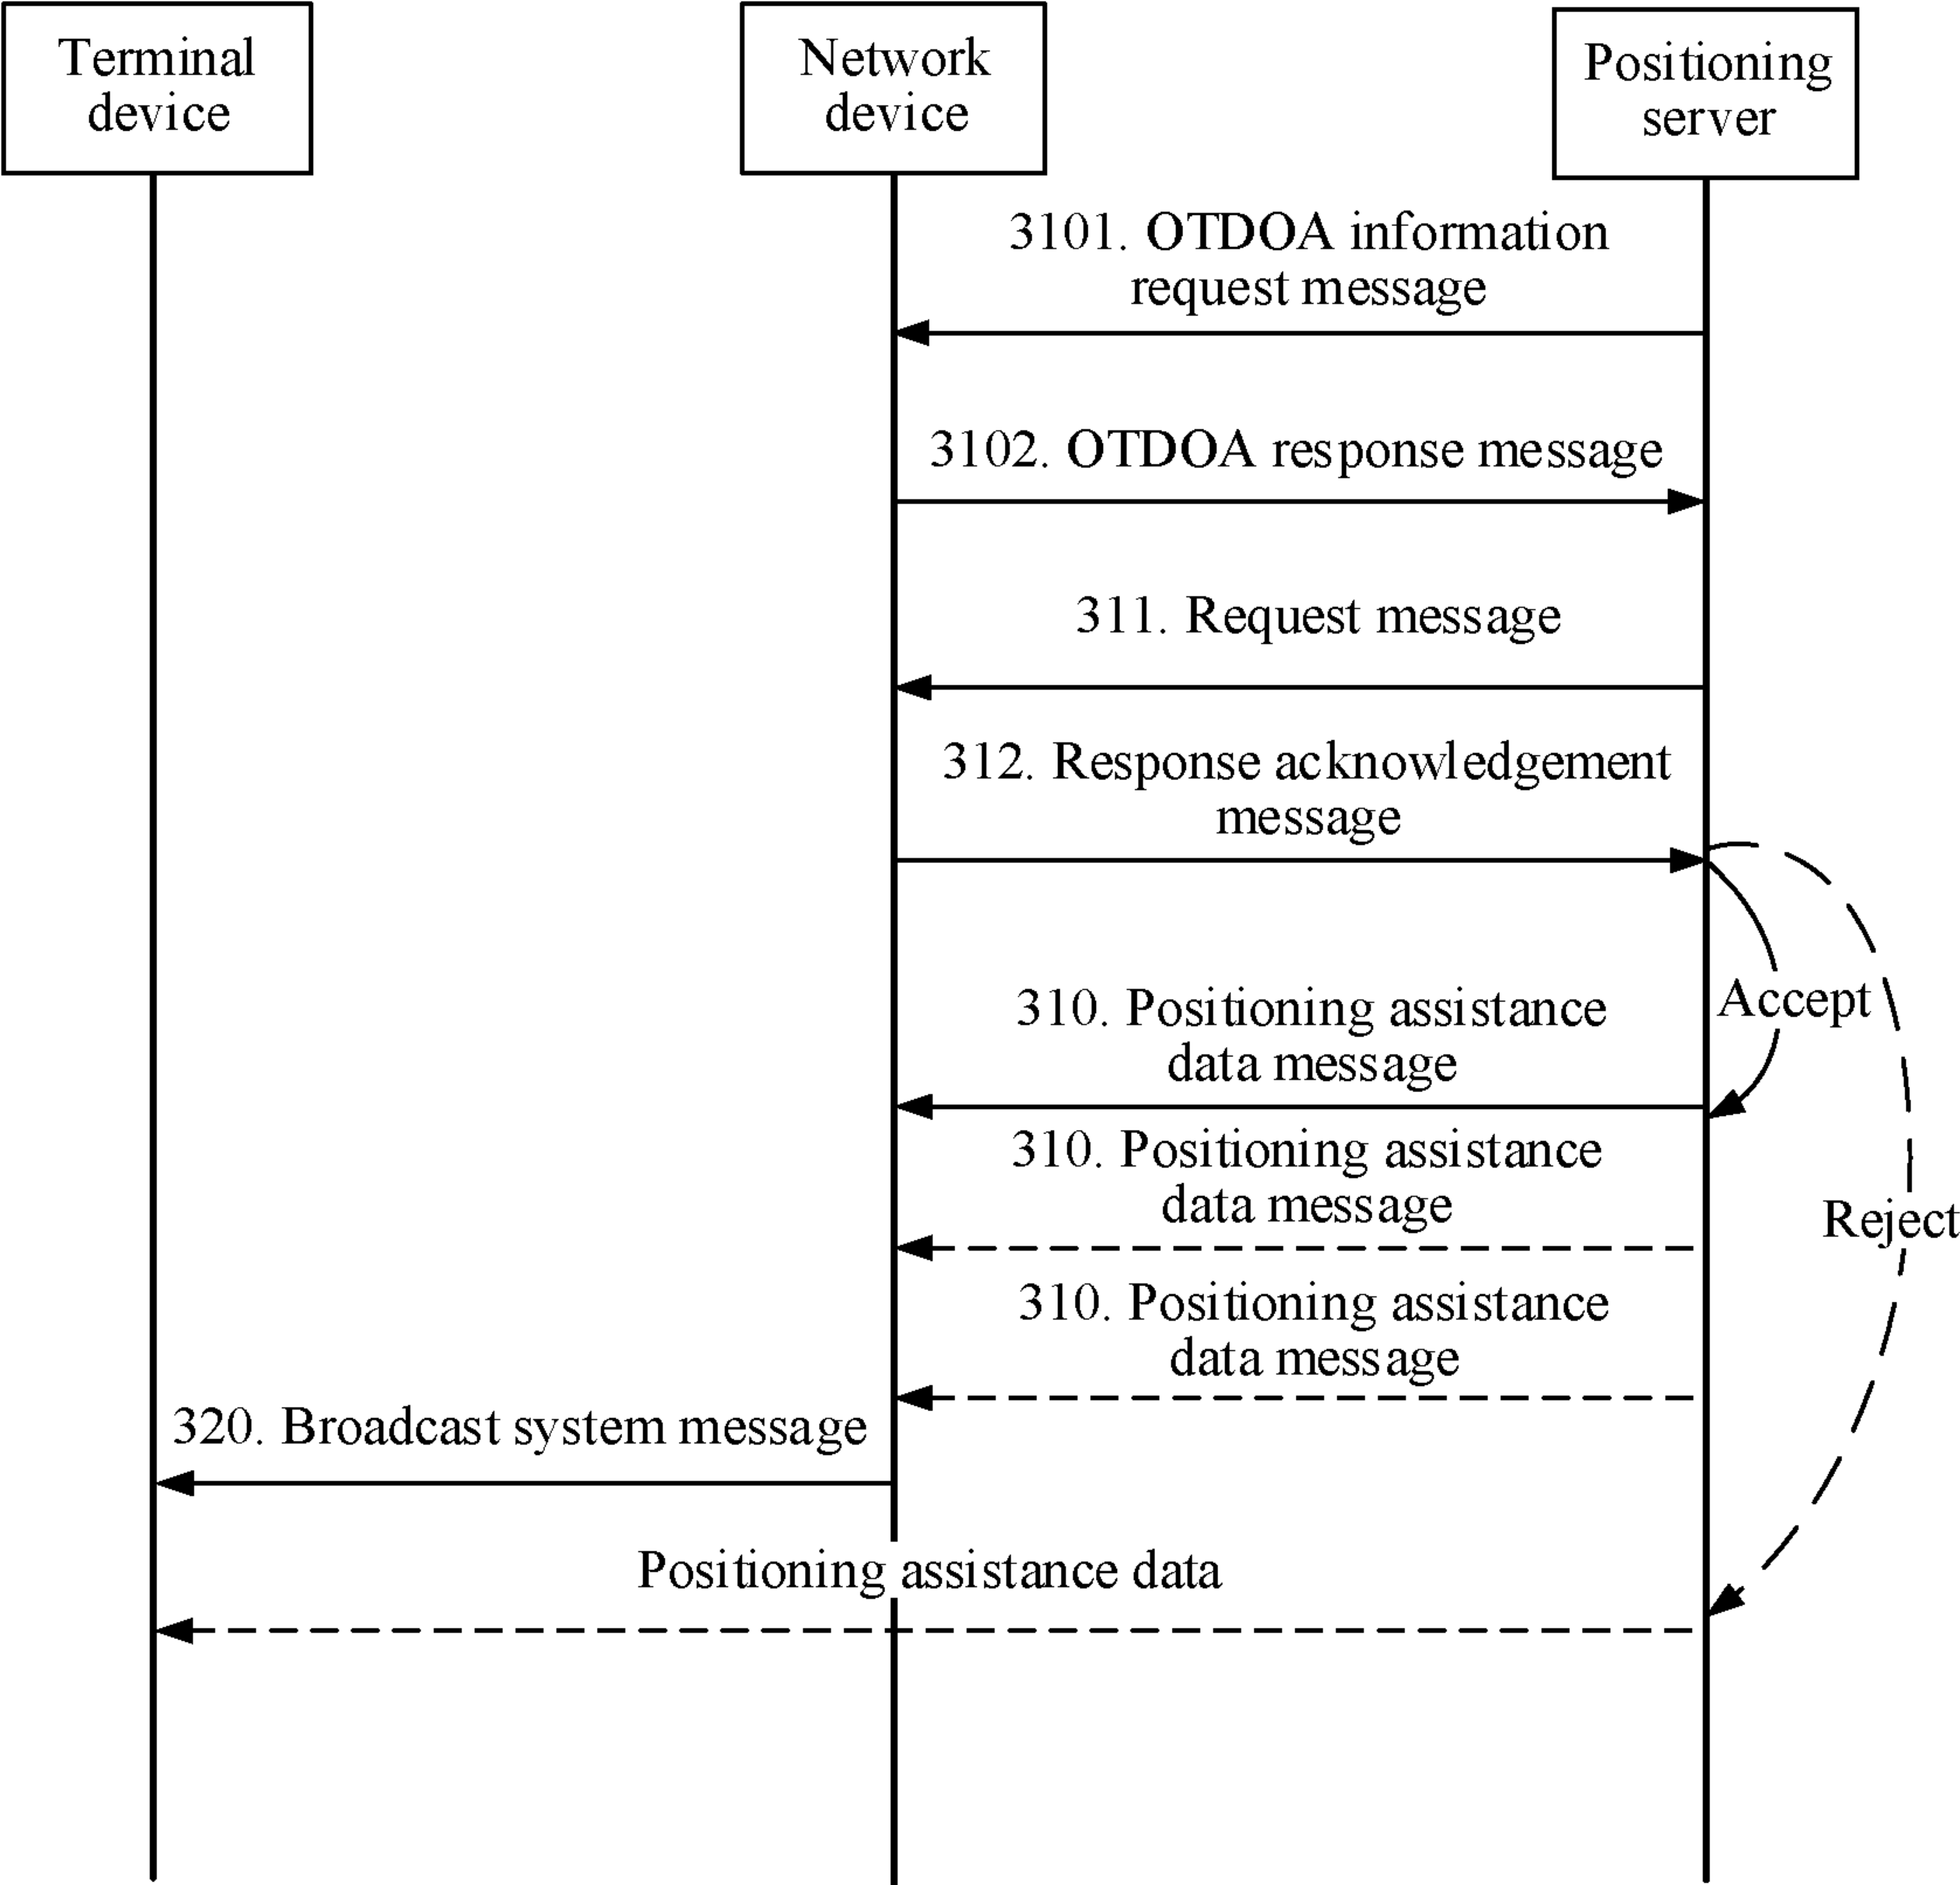 Terminal
device
Network
device
Positioning
server
3101. OTDOA information
request message
3102. OTDOA response message
311. Request message
312. Response acknowledgement
message
310. Positioning assistance
data message
Accept
310. Positioning assistance
data message
Reject
310. Positioning assistance
data message
320. Broadcast system message
Positioning assistance data